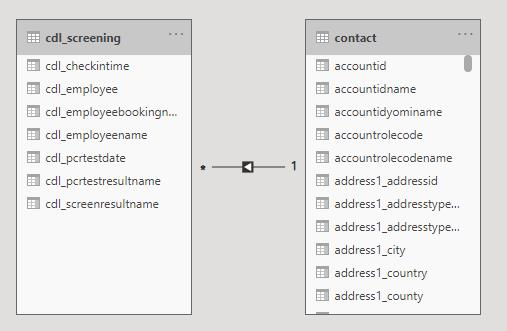 cdl_screening
...
cdl_checkintime
cdl_employee
cdl_employeebookingn...
cdl_employeename
cdl_pcrtestdate
cdl_pcrtestresultname
cdl_screenresultname
* 1
contact
...
accountid
accountidname
accountidyominame
accountrolecode
accountrolecodename
address1_addressid
address1_addresstype...
address1_addresstype...
address1_city
address1_country
address1_county